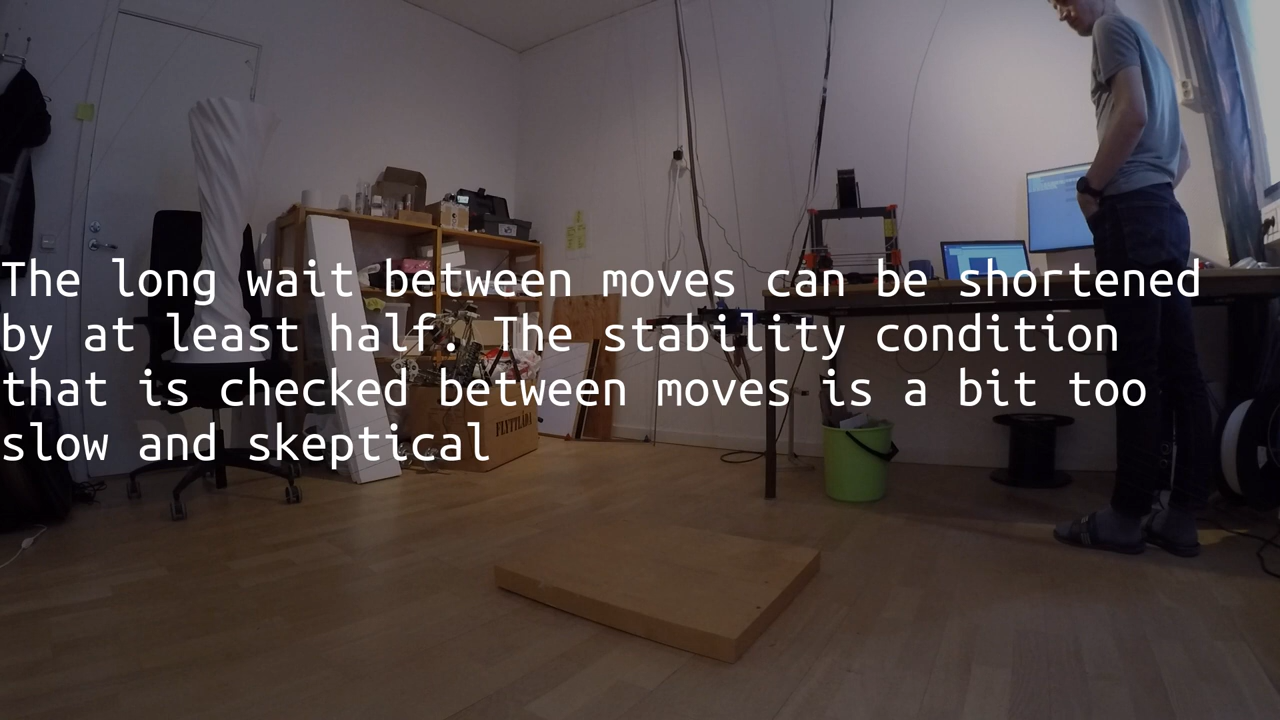 The long wait between moves can be shortened
by at least half. The stability condition
that is checked between moves is a bit too
slow and skeptical
FLYTTLÅDA